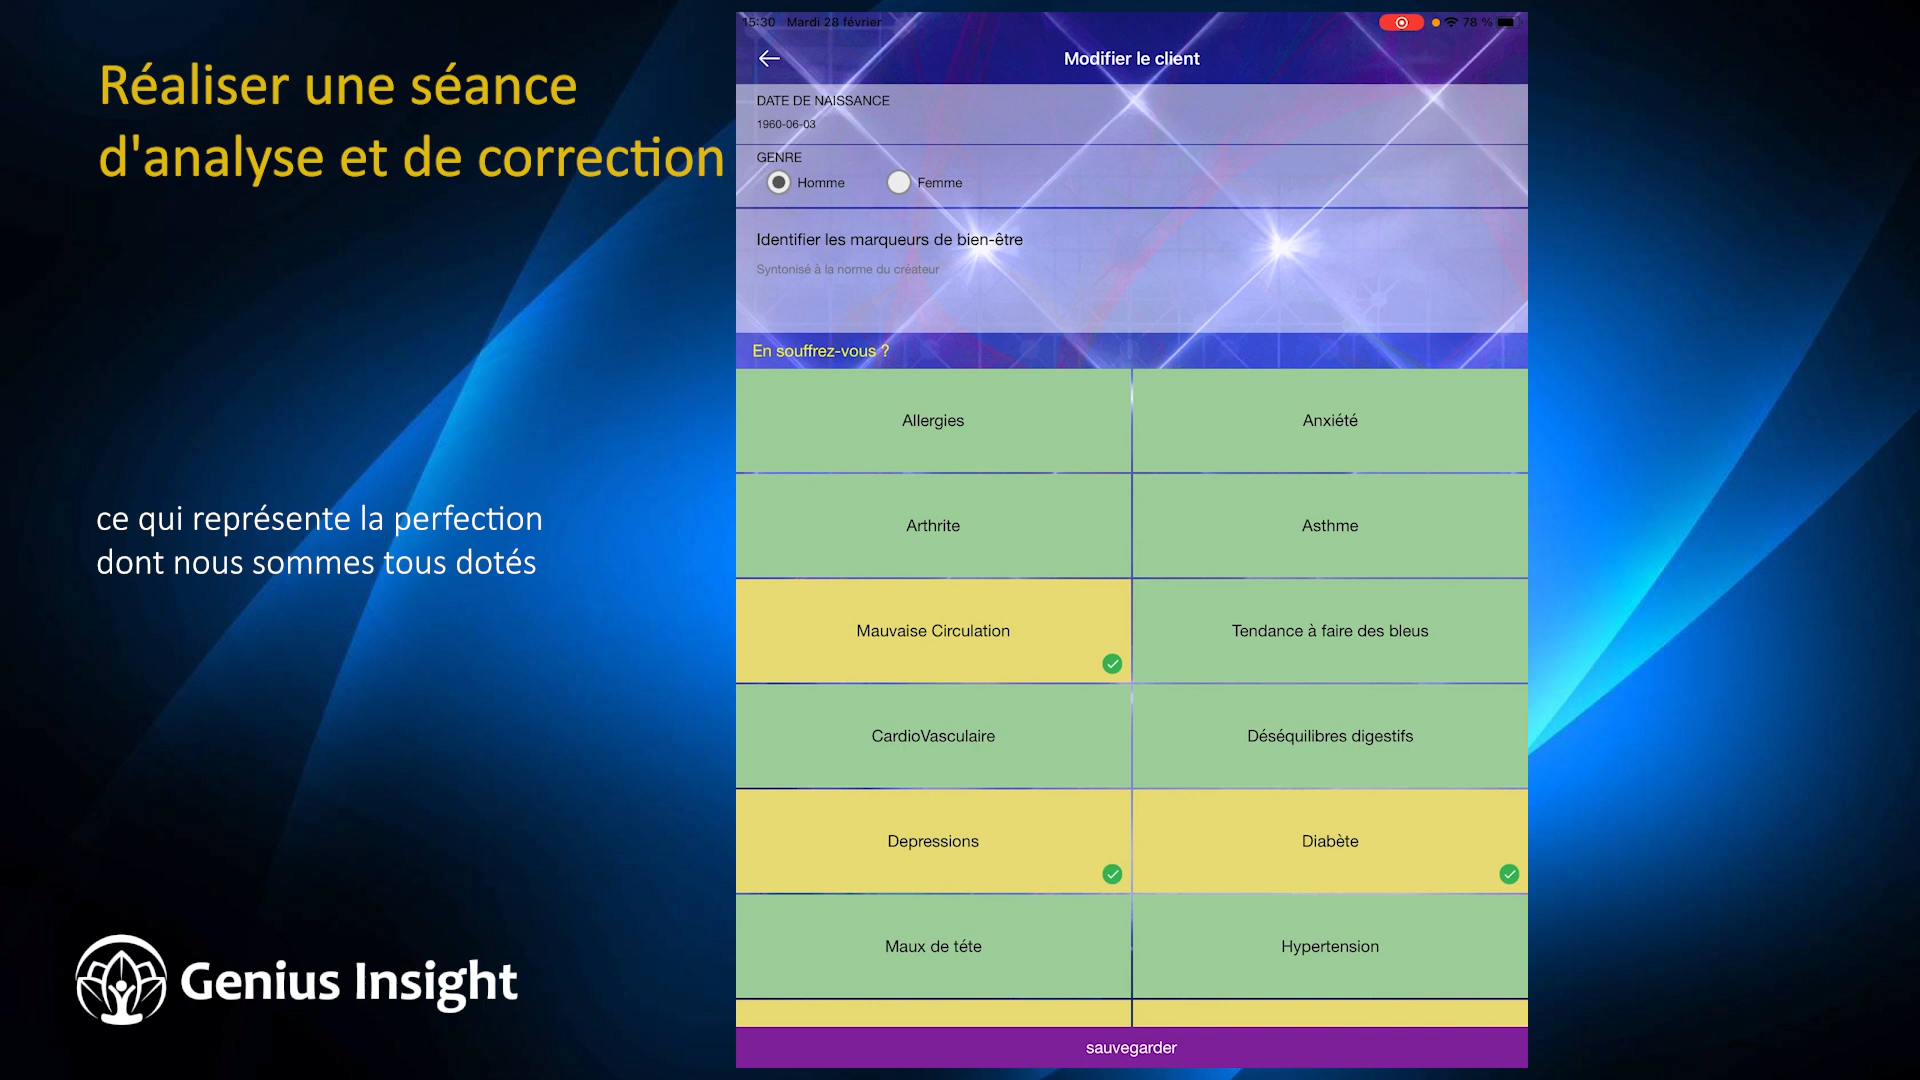 Réaliser une séance
d'analyse et de correction
ce qui représente la perfection
dont nous sommes tous dotés
Genius Insight
15:30 Mardi 28 février
78 %
Modifier le client
DATE DE NAISSANCE
1960-06-03
GENRE
Homme Femme
Identifier les marqueurs de bien-être
Syntonisé à la norme du créateur
En souffrez-vous ?
Allergies Anxiété
Arthrite Asthme
Mauvaise Circulation Tendance à faire des bleus
CardioVasculaire Déséquilibres digestifs
Depressions Diabète
Maux de téte Hypertension
sauvegarder